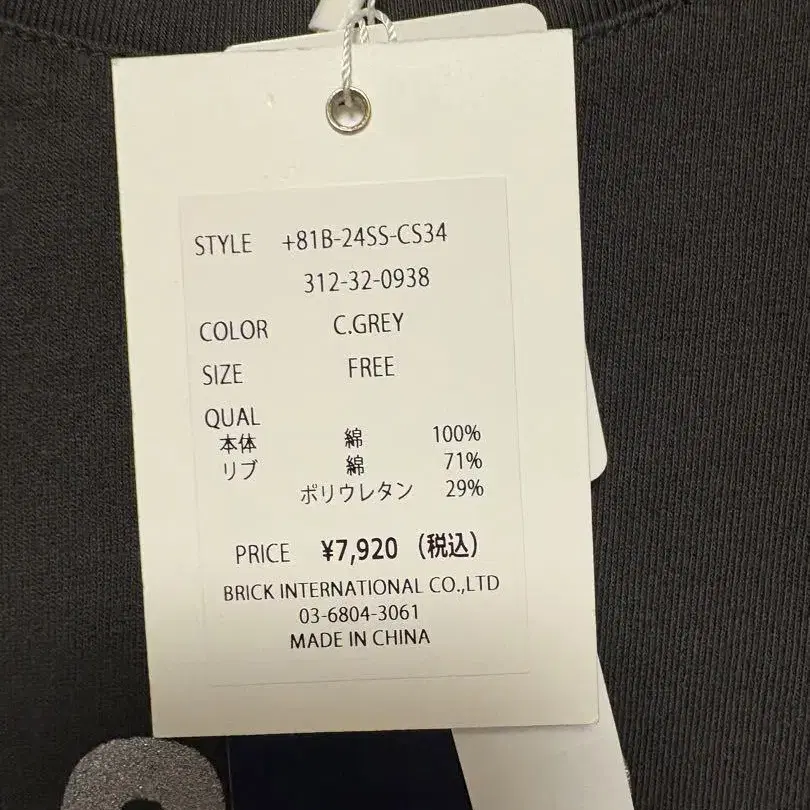 STYLE +81B-24SS-CS34
312-32-0938
COLOR C.GREY
SIZE FREE
QUAL
本体 綿 100%
リブ 綿 71%
ポリウレタン 29%
PRICE ¥7,920 (税込)
BRICK INTERNATIONAL CO.,LTD
03-6804-3061
MADE IN CHINA